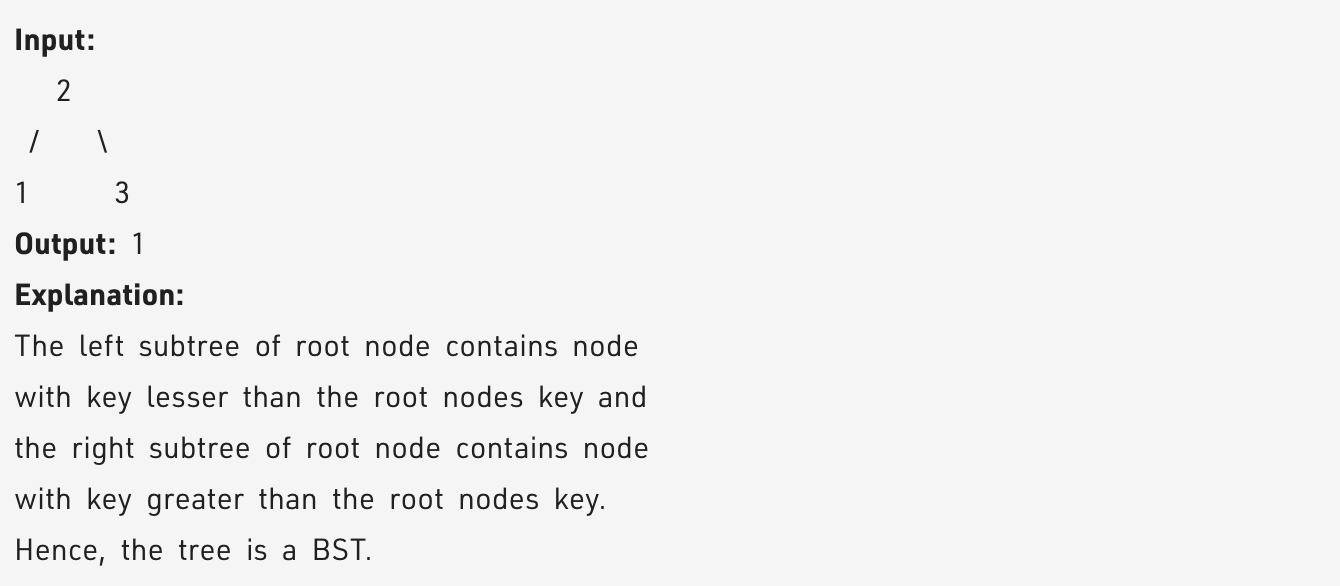 Input:
2
/ \
1 3
Output: 1
Explanation:
The left subtree of root node contains node
with key lesser than the root nodes key and
the right subtree of root node contains node
with key greater than the root nodes key.
Hence, the tree is a BST.